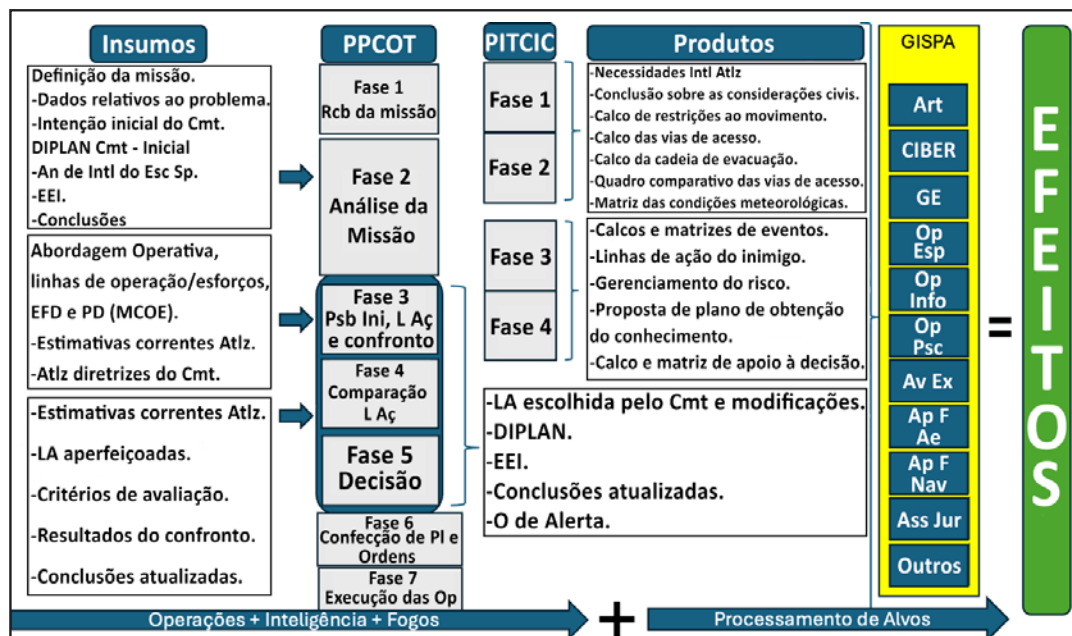 Insumos
Definição da missão.
-Dados relativos ao problema.
-Intenção inicial do Cmt.
DIPLAN Cmt - Inicial
-An de Intl do Esc Sp.
-EEI.
-Conclusões
Abordagem Operativa,
linhas de operação/esforços,
EFD e PD (MCOE).
-Estimativas correntes Atlz.
-Atlz diretrizes do Cmt.
-Estimativas correntes Atlz.
-LA aperfeiçoadas.
-Critérios de avaliação.
-Resultados do confronto.
-Conclusões atualizadas.
PPCOT
Fase 1
Rcb da missão
Fase 2
Análise da
Missão
Fase 3
Psb Ini, L Aç
e confronto
Fase 4
Comparação
L Aç
Fase 5
Decisão
Fase 6
Confecção de Pl e
Ordens
Fase 7
Execução das Op
PITCIC
Fase 1
Fase 2
Fase 3
Fase 4
Produtos
-Necessidades Intl Atlz
-Conclusão sobre as considerações civis.
-Calco de restrições ao movimento.
-Calco das vias de acesso.
-Calco da cadeia de evacuação.
-Quadro comparativo das vias de acesso.
-Matriz das condições meteorológicas.
-Calcos e matrizes de eventos.
-Linhas de ação do inimigo.
-Gerenciamento do risco.
-Proposta de plano de obtenção
do conhecimento.
-Calco e matriz de apoio à decisão.
-LA escolhida pelo Cmt e modificações.
-DIPLAN.
-EEI.
-Conclusões atualizadas.
-O de Alerta.
GISPA
Art
CIBER
GE
Op
Esp
Op
Info
Op
Psc
Av Ex
Ap F
Ae
Ap F
Nav
Ass Jur
Outros
=
EFEITOS
Operações + Inteligência + Fogos
+
Processamento de Alvos